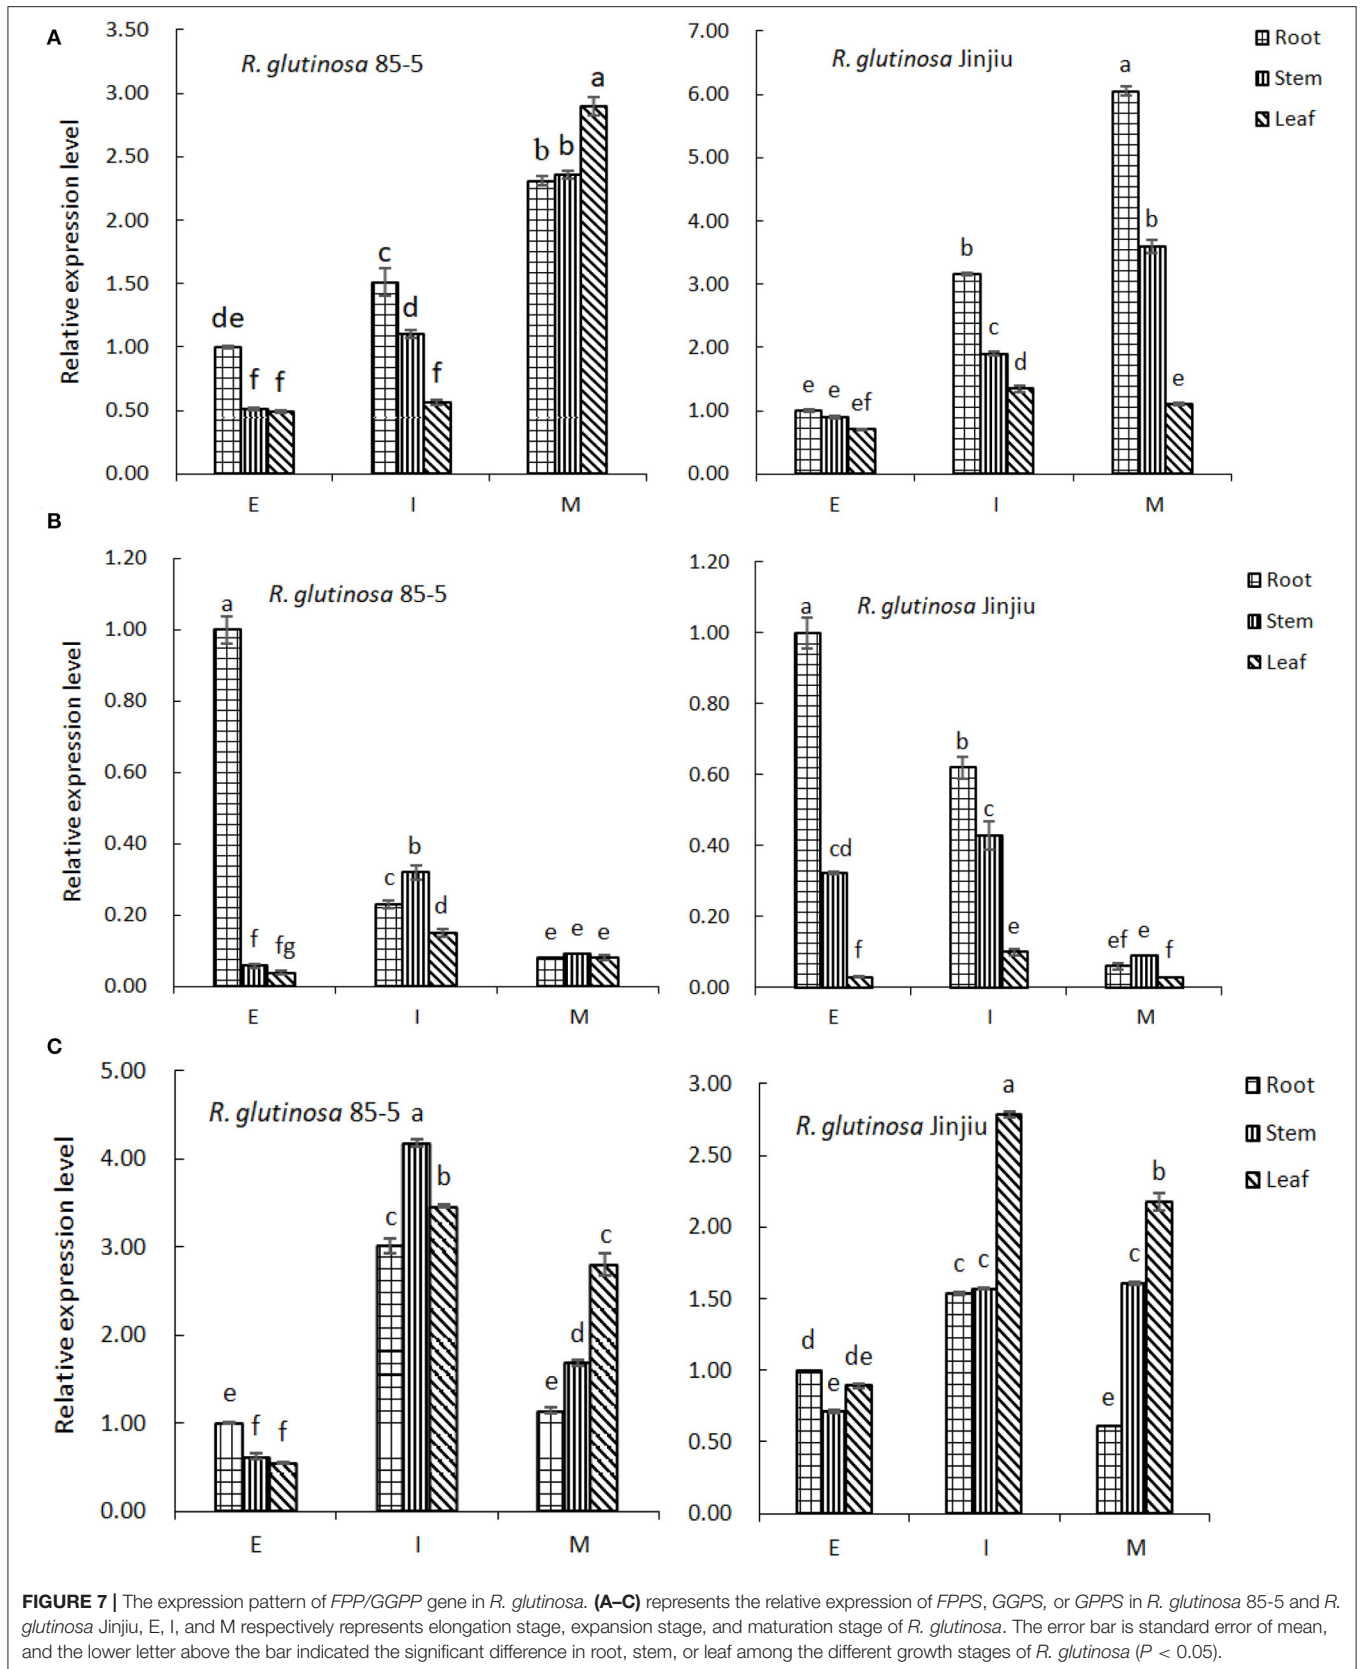 A
R. glutinosa 85-5
Relative expression level
3.50
3.00
2.50
2.00
1.50
1.00
0.50
0.00
de
f
f
c
d
f
b
b
a
E
I
M
R. glutinosa Jinjiu
7.00
6.00
5.00
4.00
3.00
2.00
1.00
0.00
e
e
ef
b
c
d
a
b
e
E
I
M
Root
Stem
Leaf
B
R. glutinosa 85-5
Relative expression level
1.20
1.00
0.80
0.60
0.40
0.20
0.00
a
f
fg
c
b
d
e
e
e
E
I
M
R. glutinosa Jinjiu
1.20
1.00
0.80
0.60
0.40
0.20
0.00
a
cd
f
b
c
e
ef
e
f
E
I
M
Root
Stem
Leaf
C
R. glutinosa 85-5
Relative expression level
5.00
4.00
3.00
2.00
1.00
0.00
e
f
f
c
a
b
e
d
c
E
I
M
R. glutinosa Jinjiu
3.00
2.50
2.00
1.50
1.00
0.50
0.00
d
e
de
c
c
a
e
c
b
E
I
M
Root
Stem
Leaf
FIGURE 7 | The expression pattern of FPP/GGPP gene in R. glutinosa. (A–C) represents the relative expression of FPPS, GGPS, or GPPS in R. glutinosa 85-5 and R.
glutinosa Jinjiu, E, I, and M respectively represents elongation stage, expansion stage, and maturation stage of R. glutinosa. The error bar is standard error of mean,
and the lower letter above the bar indicated the significant difference in root, stem, or leaf among the different growth stages of R. glutinosa (P < 0.05).